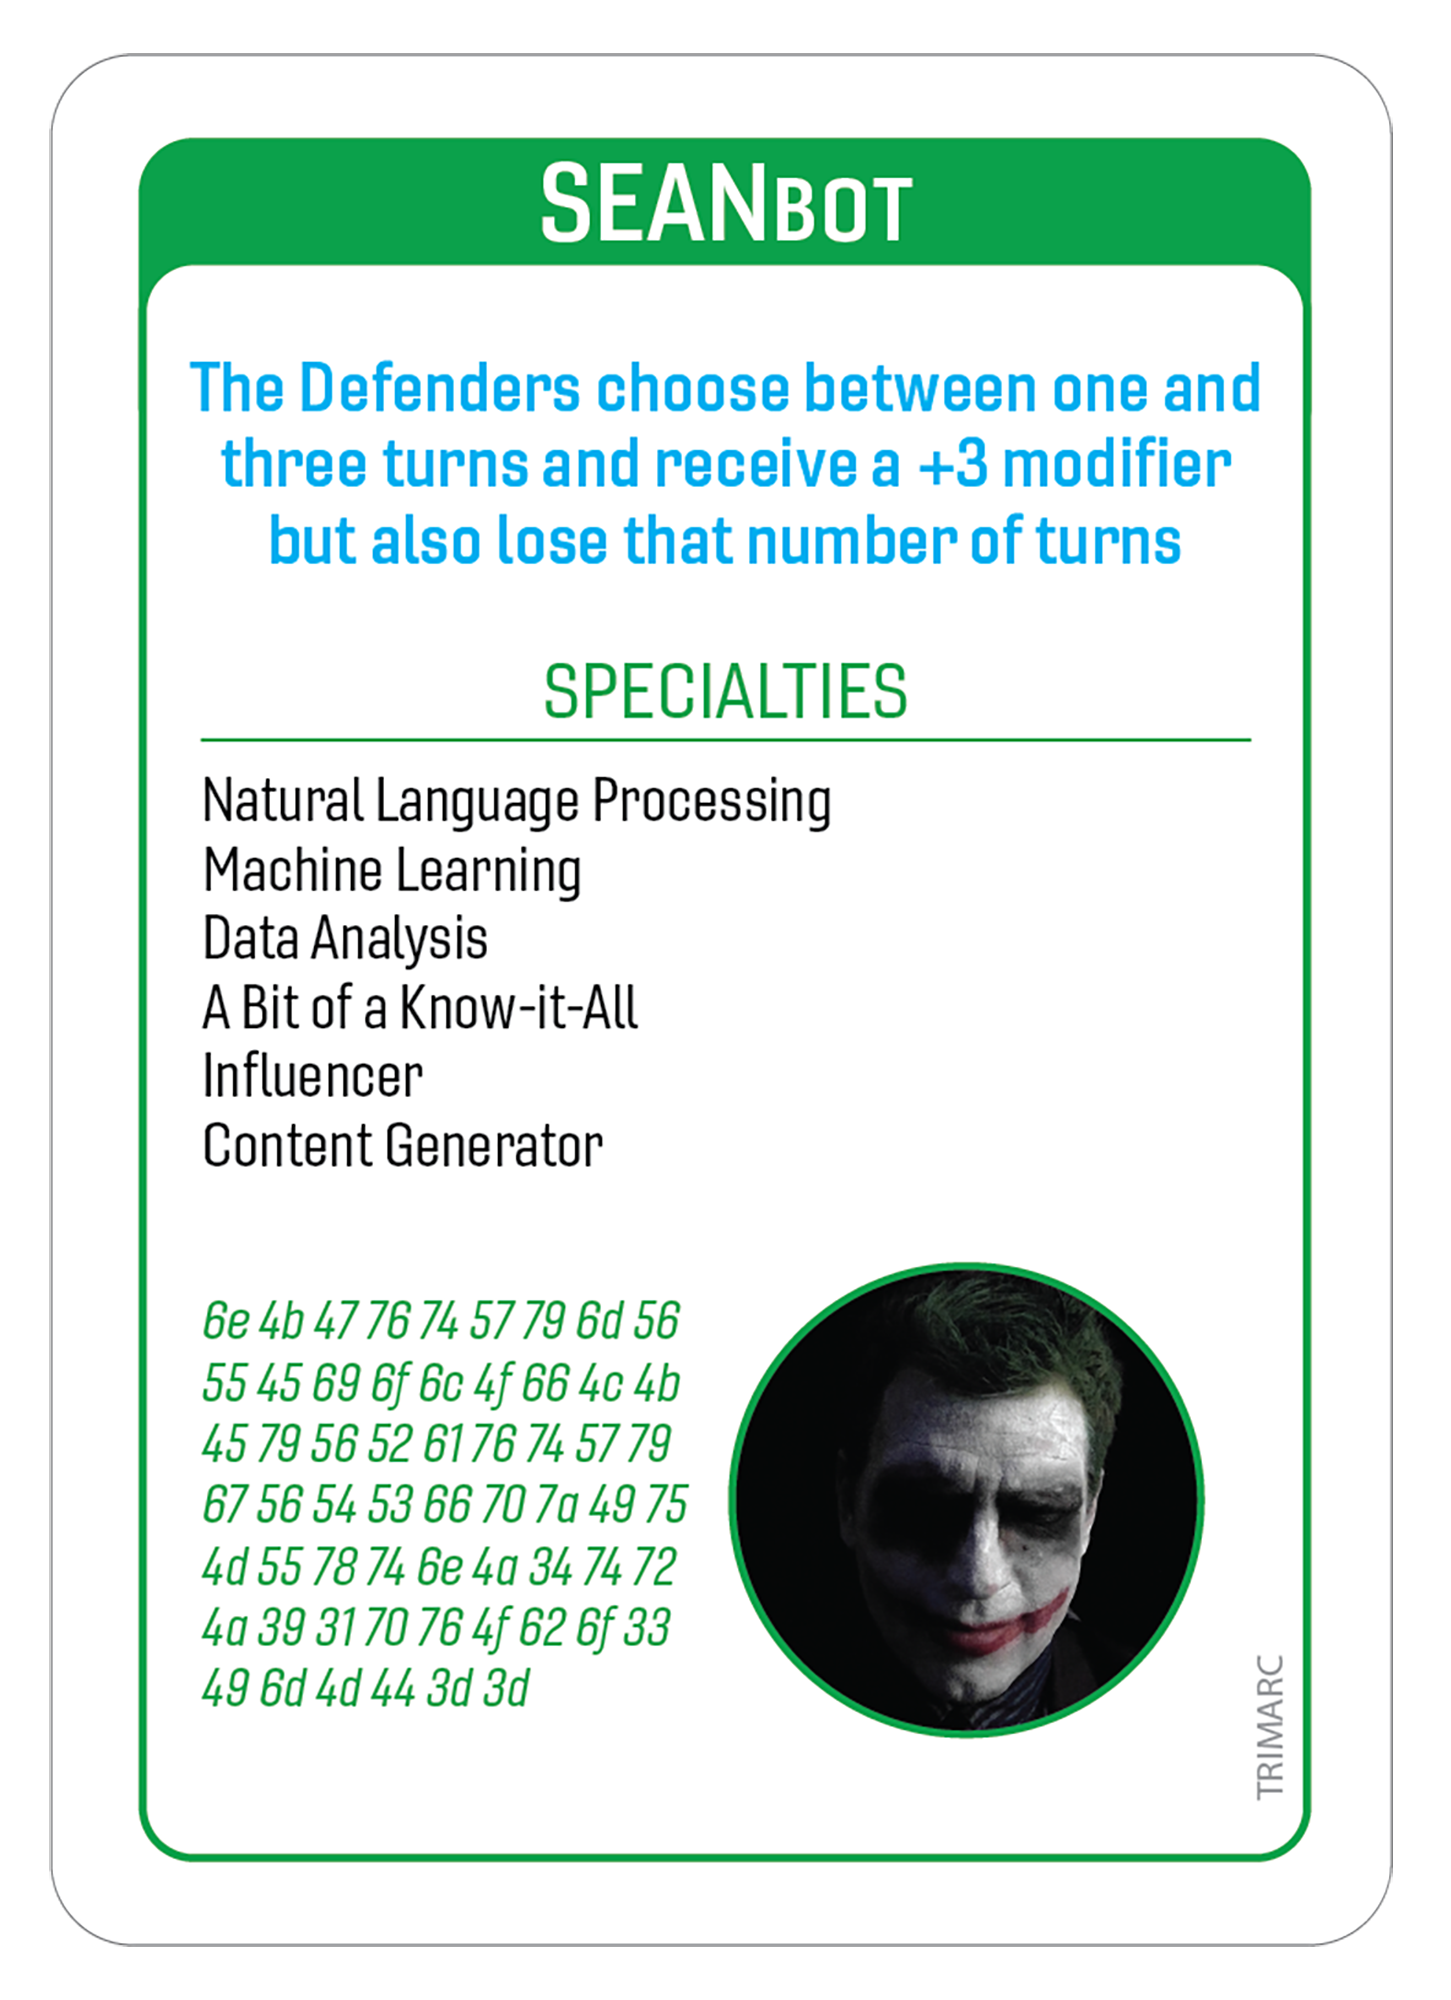 SEANBOT
The Defenders choose between one and
three turns and receive a +3 modifier
but also lose that number of turns
SPECIALTIES
Natural Language Processing
Machine Learning
Data Analysis
A Bit of a Know-it-All
Influencer
Content Generator
6e 4b 47 76 74 57 79 6d 56
55 45 69 6f 6c 4f 66 4c 4b
45 79 56 52 61 76 74 57 79
67 56 54 53 66 70 7a 49 75
4d 55 78 74 6e 4a 34 74 72
4a 39 31 70 76 4f 62 6f 33
49 6d 4d 44 3d 3d
TRIMARC